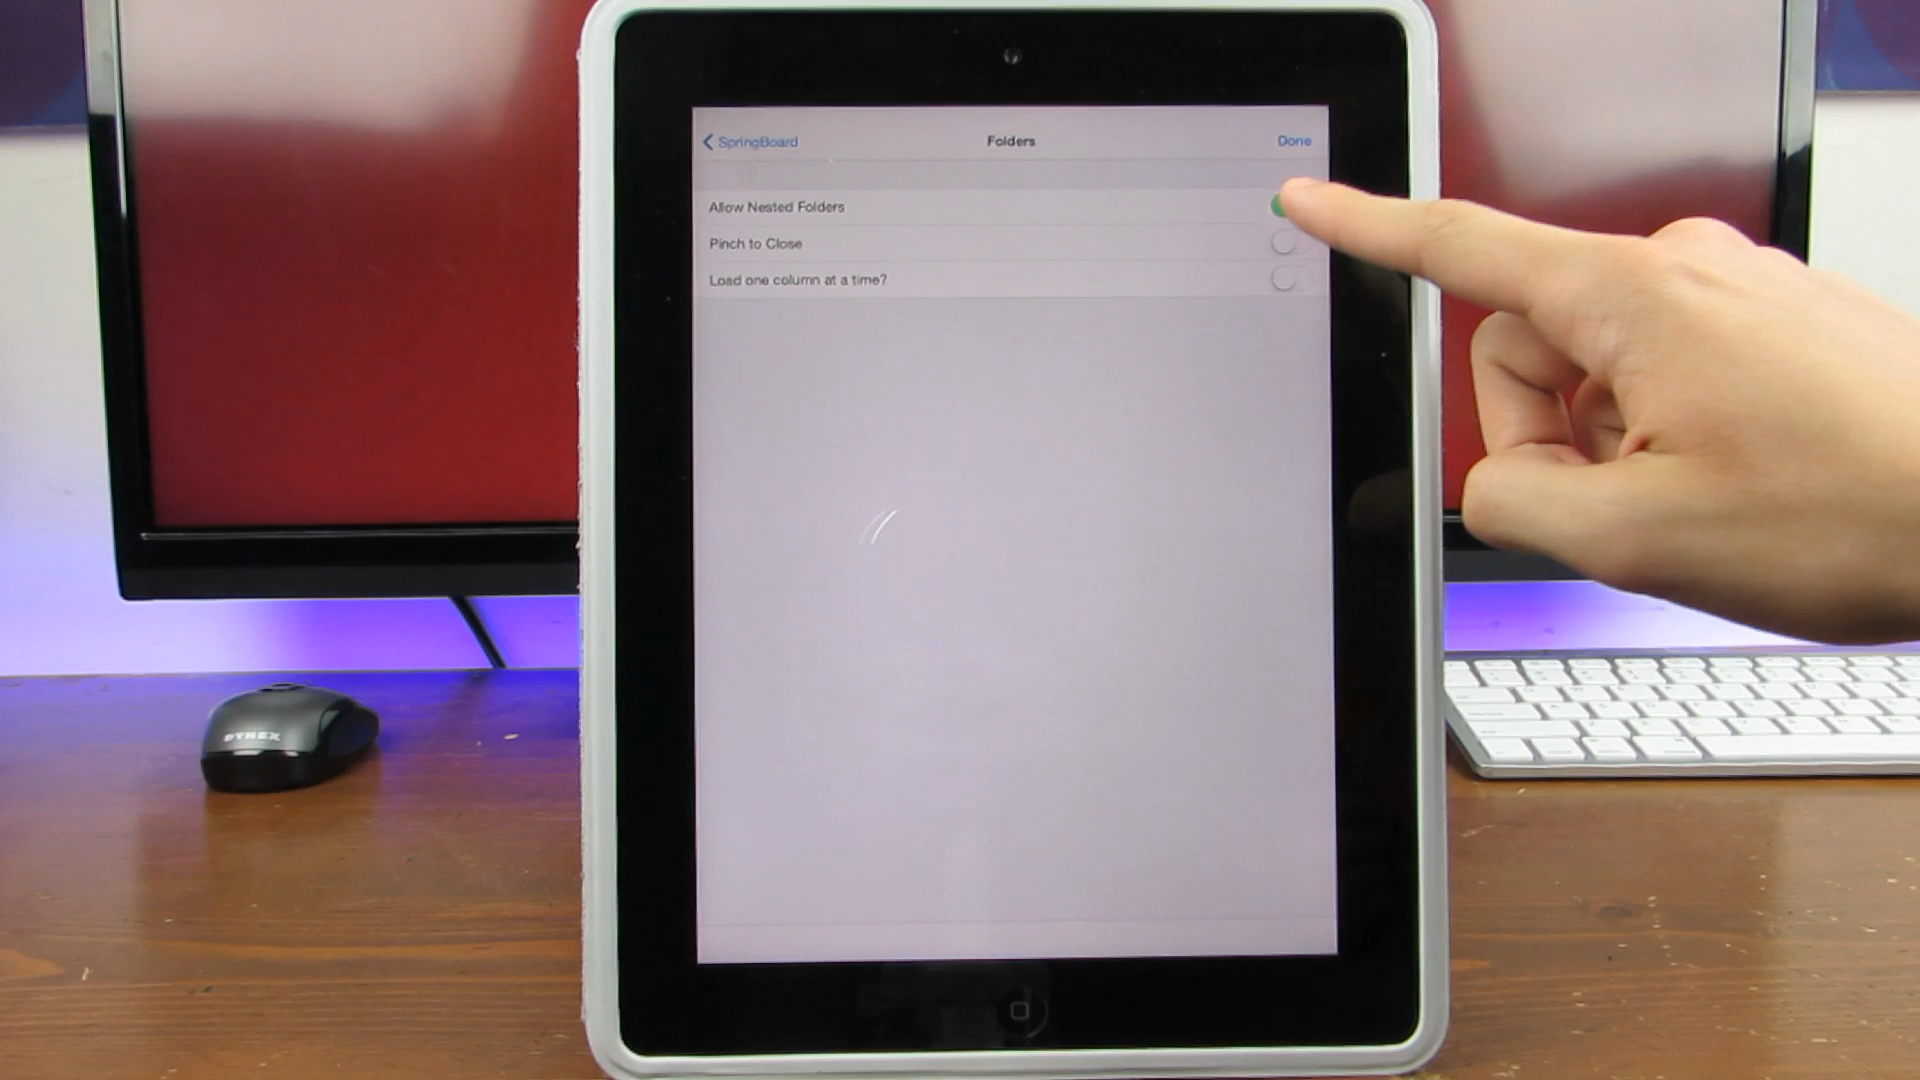 SpringBoard
Folders
Done
Allow Nested Folders
Pinch to Close
Load one column at a time?
DYNEX